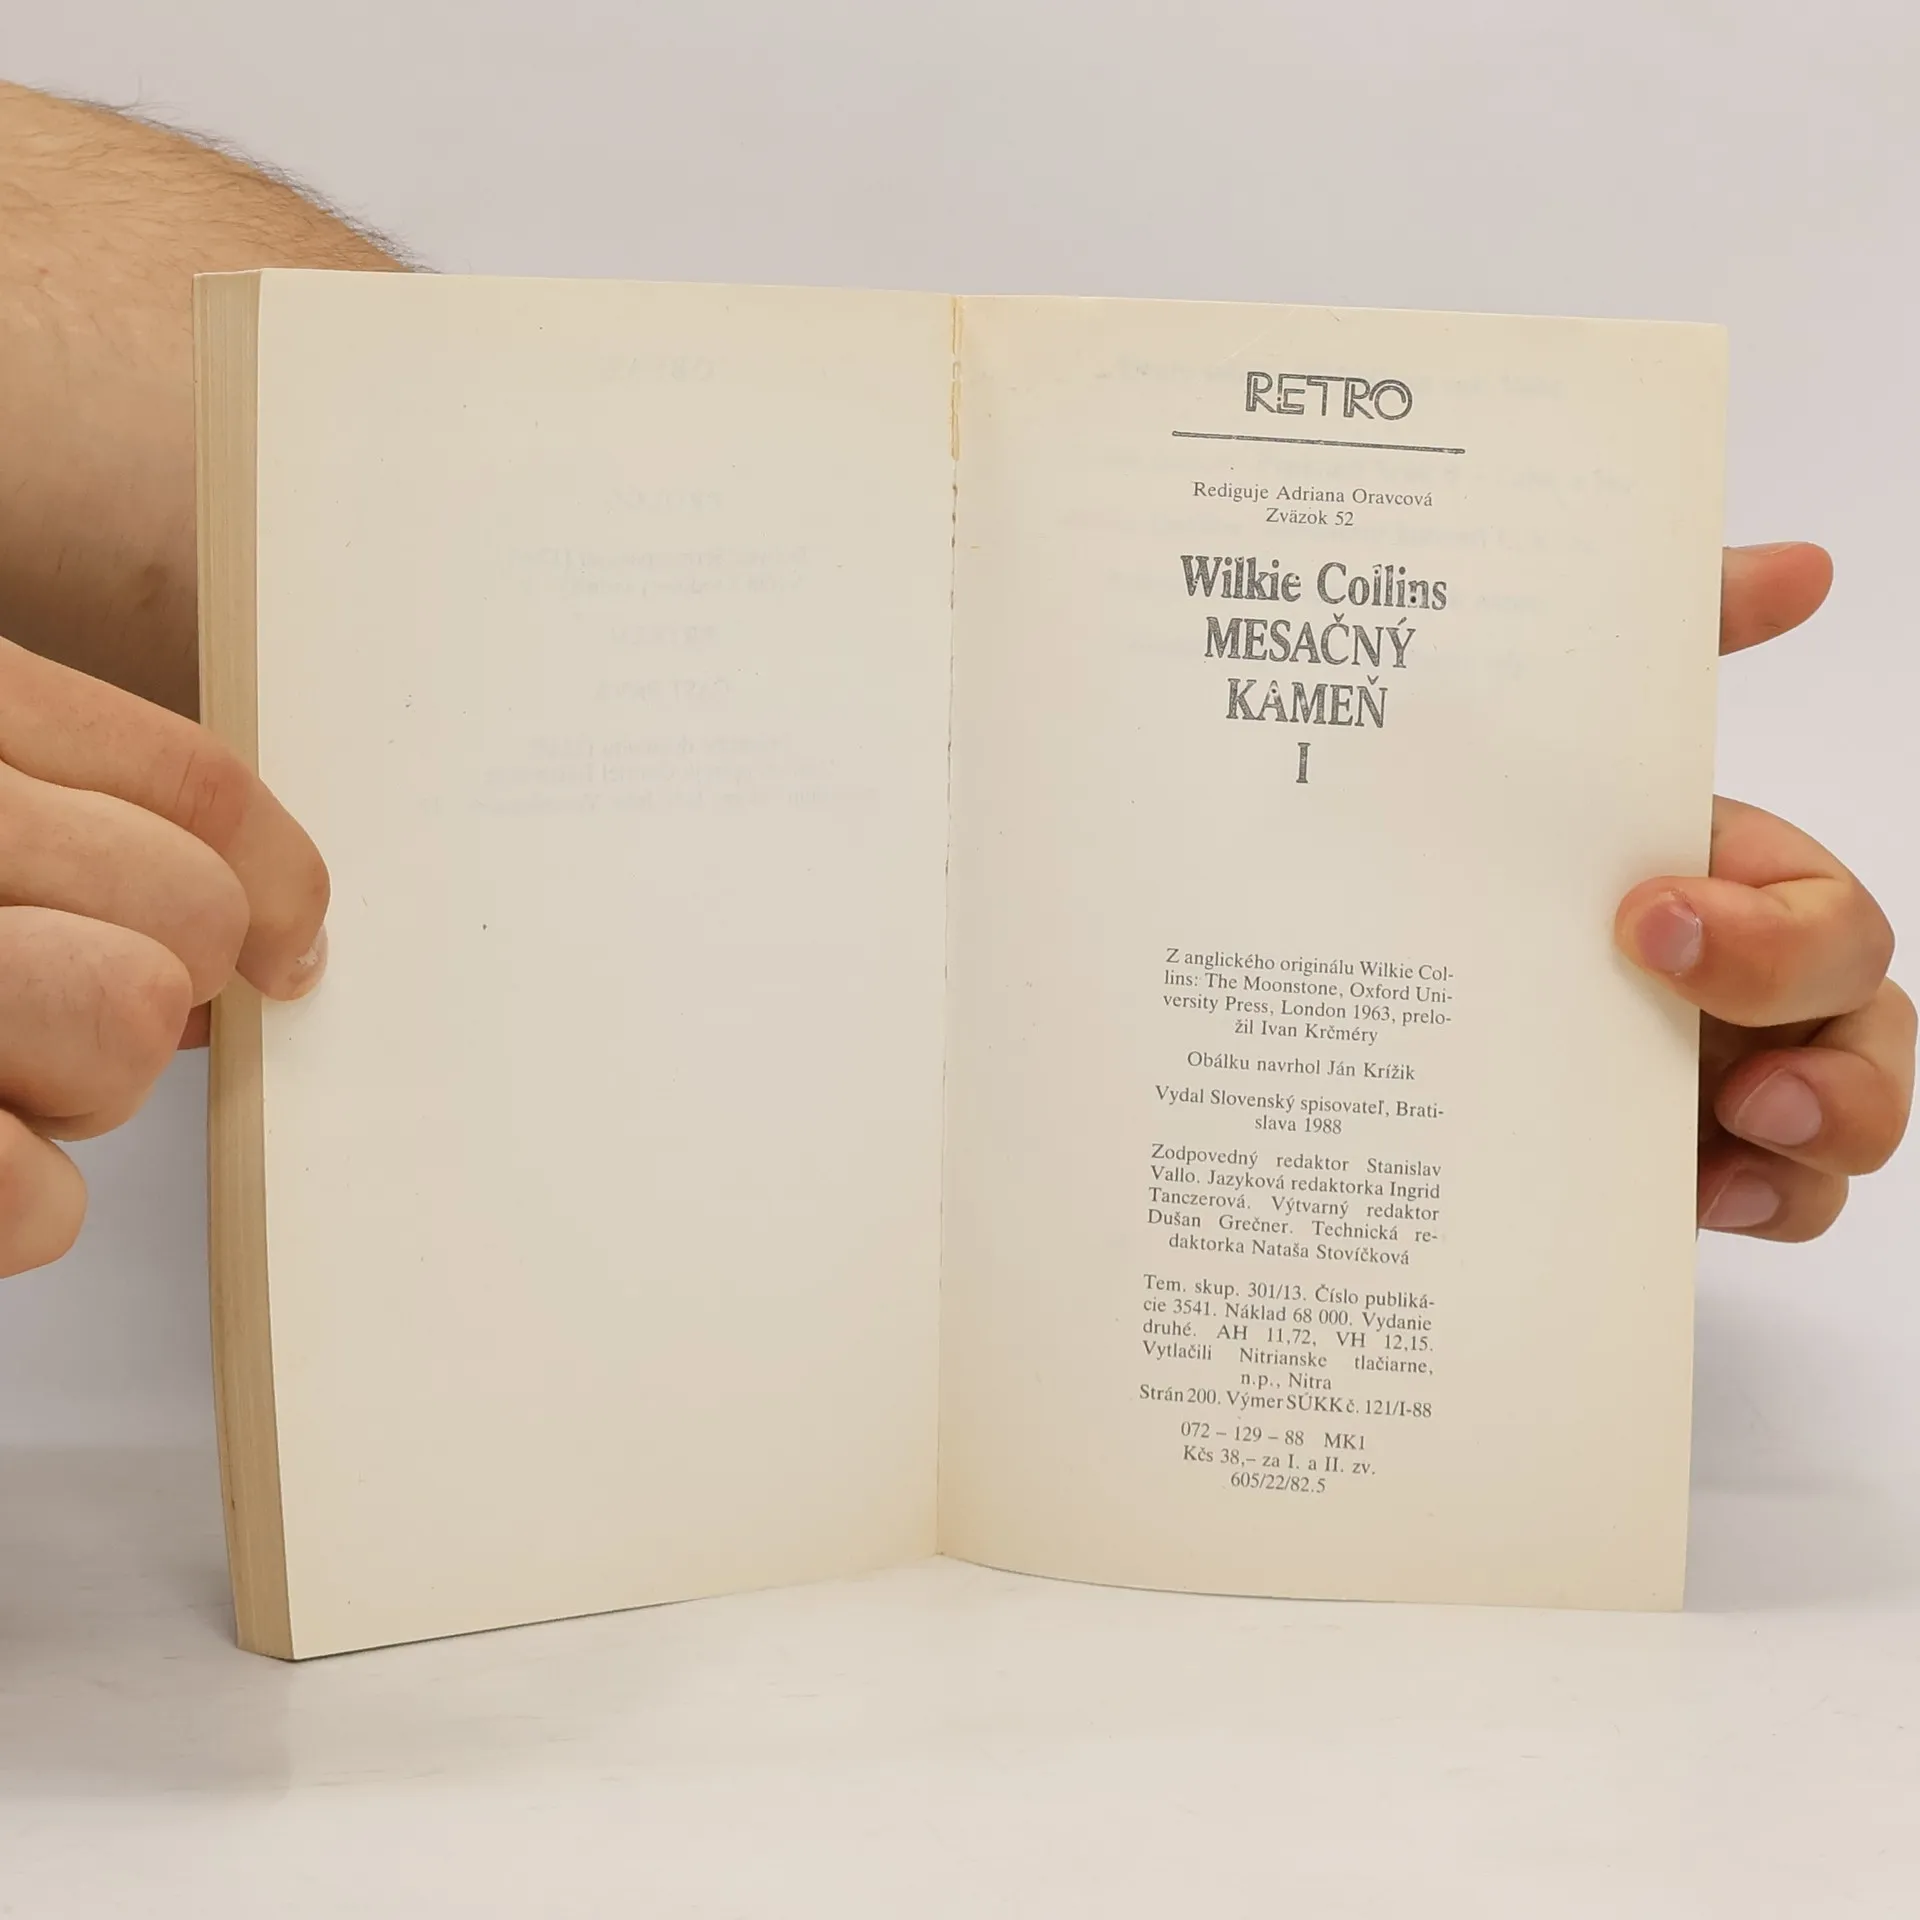 RETRO
Rediguje Adriana Oravcová
Zväzok 52
Wilkie Collins
MESAČNÝ
KAMEŇ
I
Z anglického originálu Wilkie Col-
lins: The Moonstone, Oxford Uni-
versity Press, London 1963, prelo-
žil Ivan Krčméry
Obálku navrhol Ján Krížik
Vydal Slovenský spisovateľ, Brati-
slava 1988
Zodpovedný redaktor Stanislav
Vallo. Jazyková redaktorka Ingrid
Tanczerová. Výtvarný redaktor
Dušan Grečner. Technická re-
daktorka Nataša Stovíčková
Tem. skup. 301/13. Číslo publiká-
cie 3541. Náklad 68 000. Vydanie
druhé. AH 11,72, VH 12,15.
Vytlačili Nitrianske tlačiarne,
n.p., Nitra
Strán 200. Výmer SÚKK č. 121/I-88
072 – 129 – 88 MK1
Kčs 38,– za I. a II. zv.
605/22/82.5